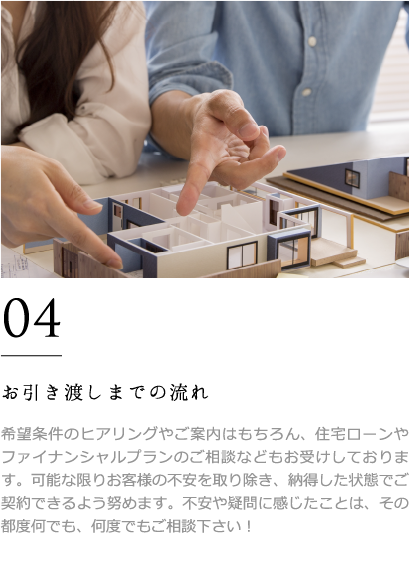 04
お引き渡しまでの流れ
希望条件のヒアリングやご案内はもちろん、住宅ローンや
ファイナンシャルプランのご相談などもお受けしておりま
す。可能な限りお客様の不安を取り除き、納得した状態でご
契約できるよう努めます。不安や疑問に感じたことは、その
都度何でも、何度でもご相談下さい！